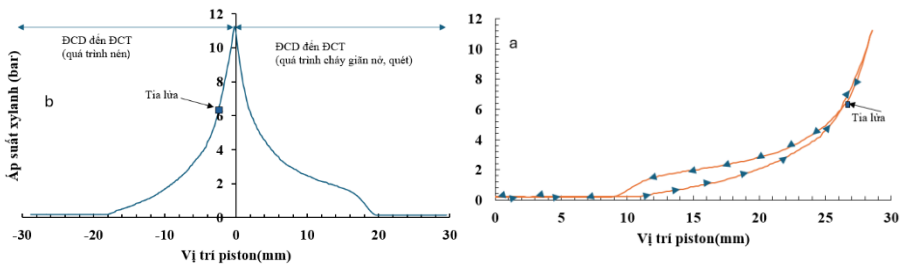 12
10
8
6
4
2
0
Áp suất xylanh (bar)
ĐCD đến ĐCT
(quá trình nén)
ĐCD đến ĐCT
(quá trình cháy giãn nở, quét)
b
Tia lửa
-30
-20
-10
0
10
20
30
Vị trí piston(mm)
12
10
8
6
4
2
0
a
Tia lửa
0
5
10
15
20
25
30
Vị trí piston(mm)